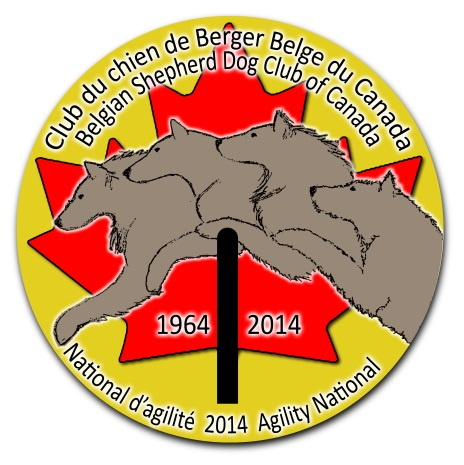 Club du chien de Berger Belge du Canada
Belgian Shepherd Dog Club of Canada
1964 2014
National d'agilité 2014 Agility National